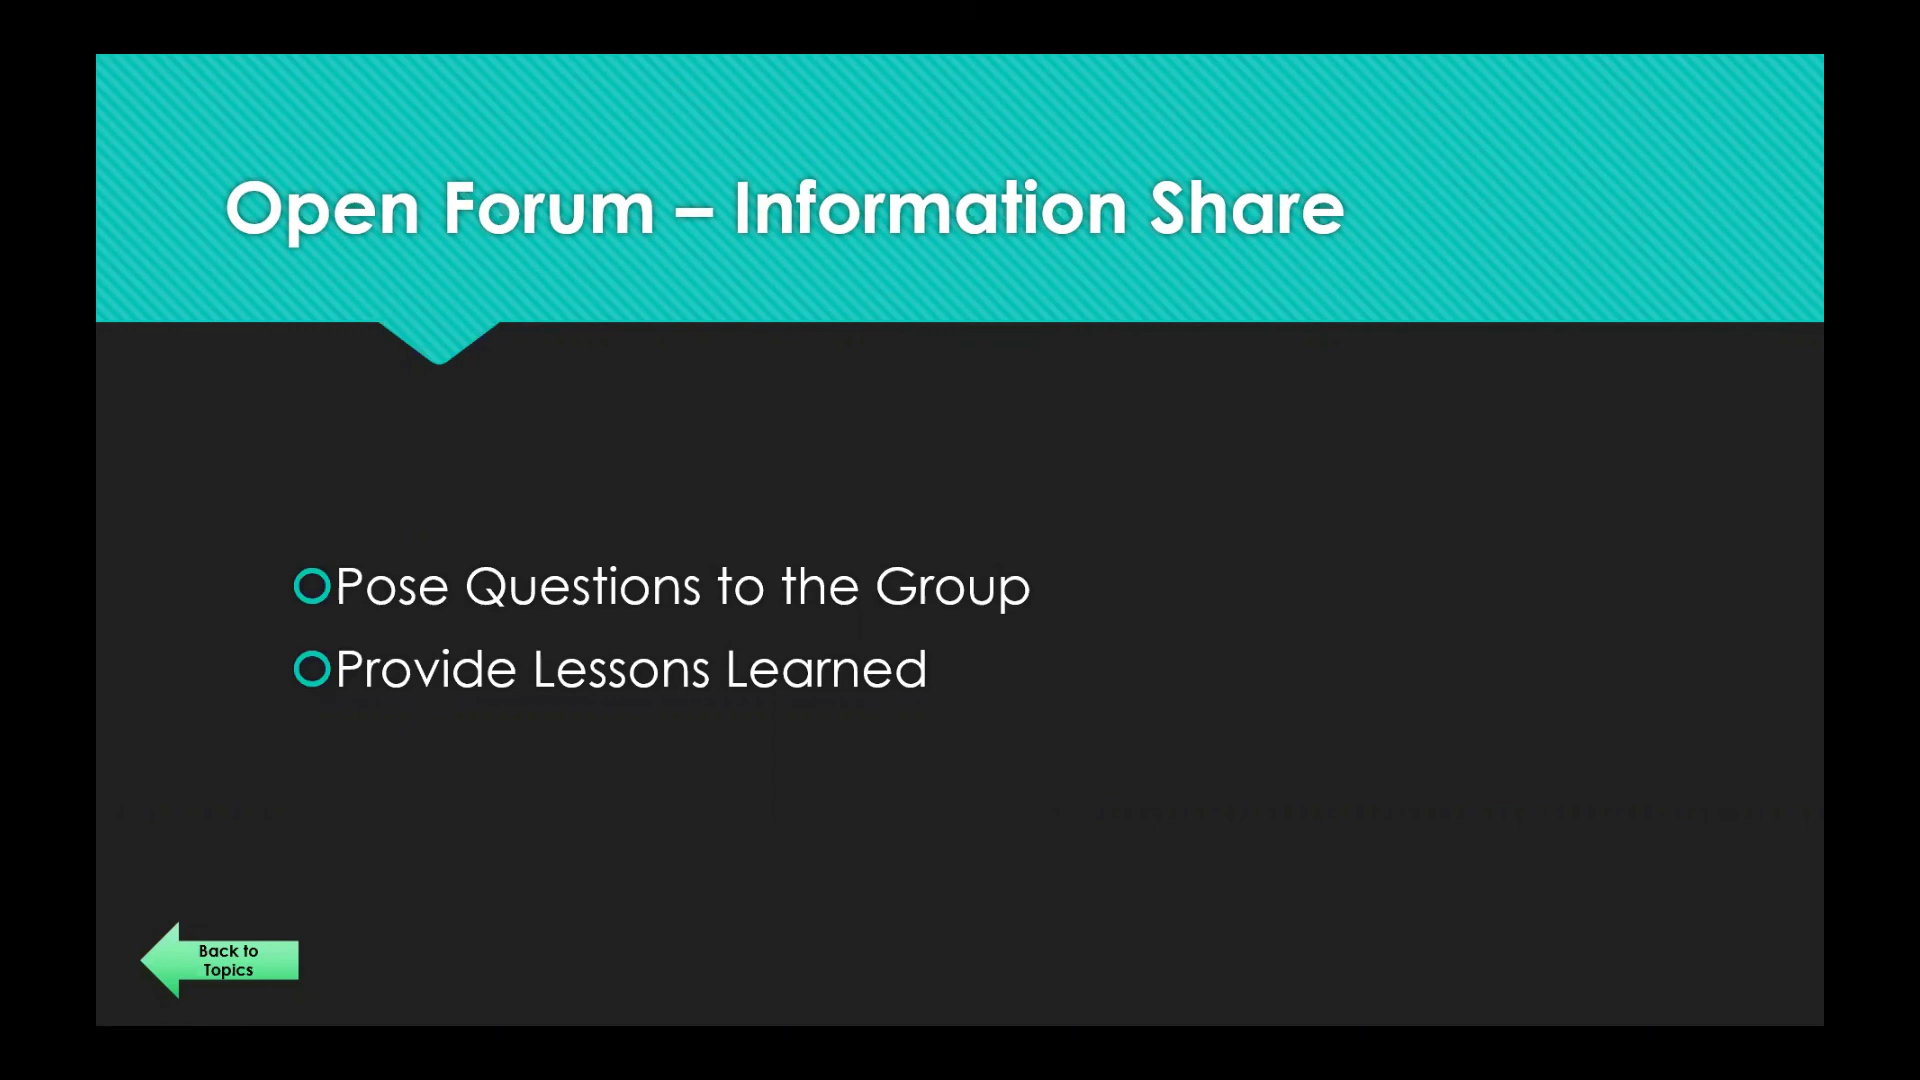 Open Forum – Information Share
Pose Questions to the Group
Provide Lessons Learned
Back to
Topics